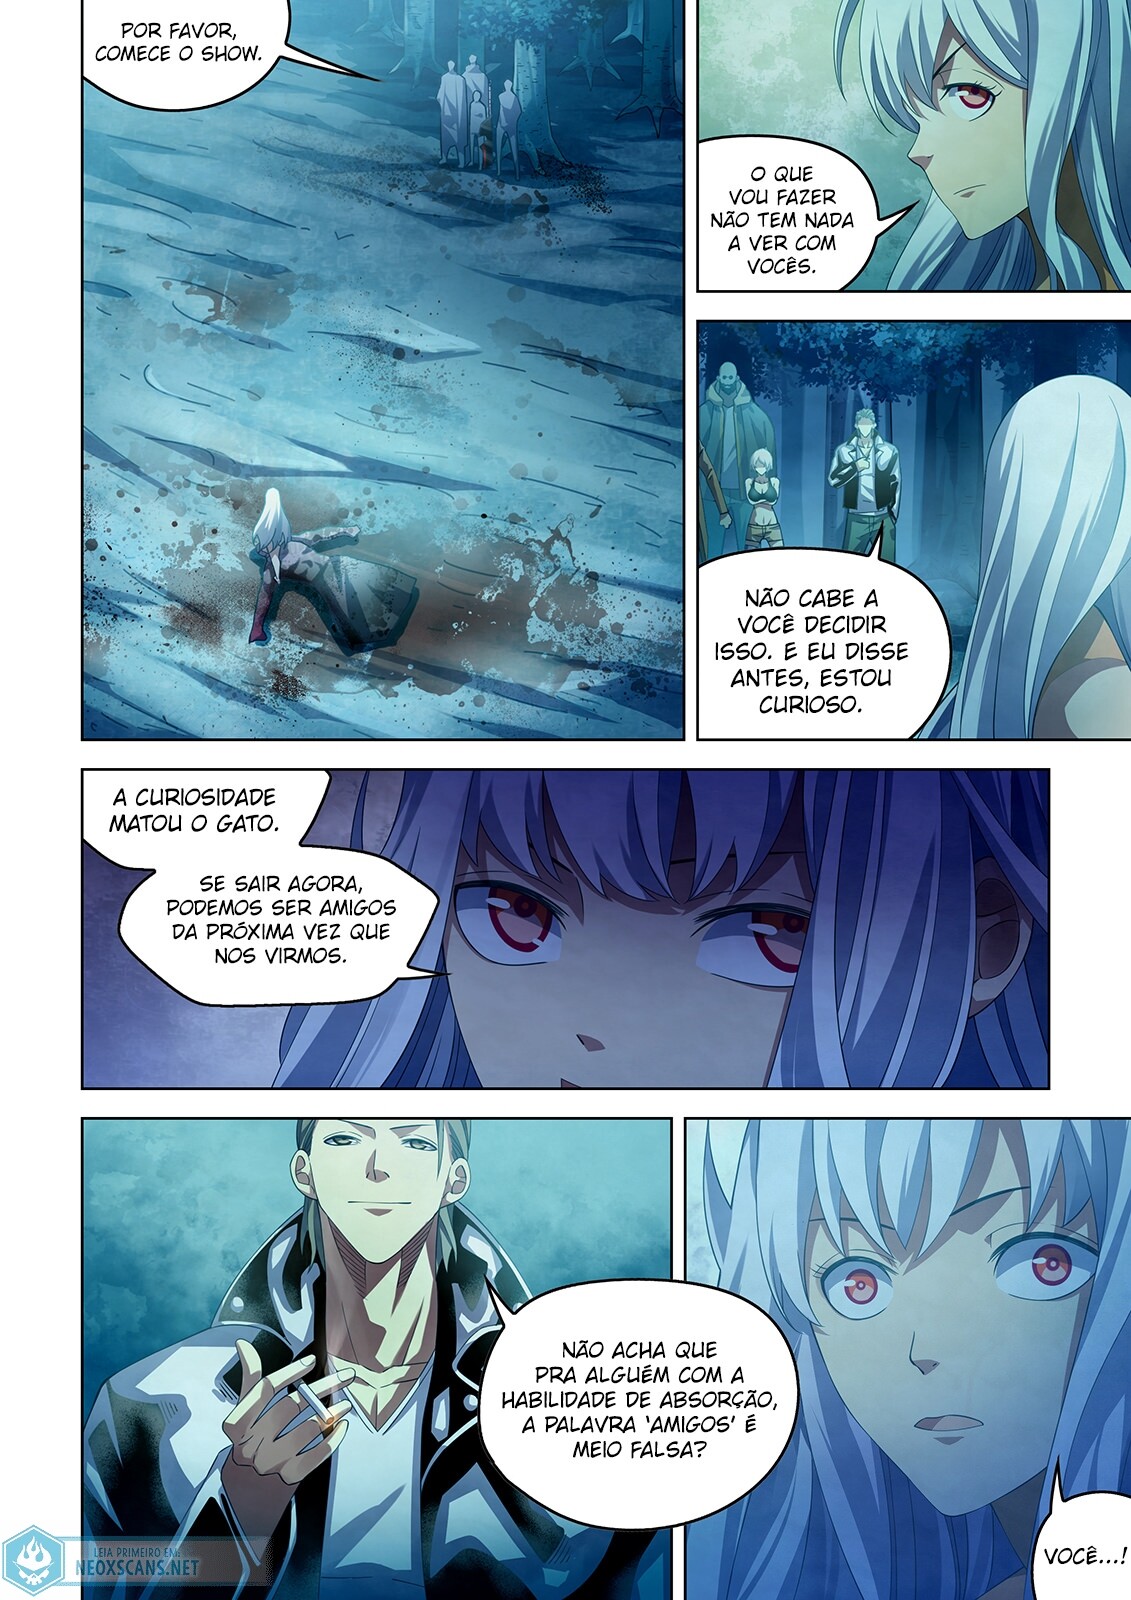 POR FAVOR,
COMECE O SHOW.
O QUE
VOU FAZER
NÃO TEM NADA
A VER COM
VOCÊS.
NÃO CABE A
VOCÊ DECIDIR
ISSO. E EU DISSE
ANTES, ESTOU
CURIOSO.
A CURIOSIDADE
MATOU O GATO.
SE SAIR AGORA,
PODEMOS SER AMIGOS
DA PRÓXIMA VEZ QUE
NOS VIRMOS.
NÃO ACHA QUE
PRA ALGUÉM COM A
HABILIDADE DE ABSORÇÃO,
A PALAVRA 'AMIGOS' É
MEIO FALSA?
VOCÊ...!
LEIA PRIMEIRO EM:
NEOXSCANS.NET